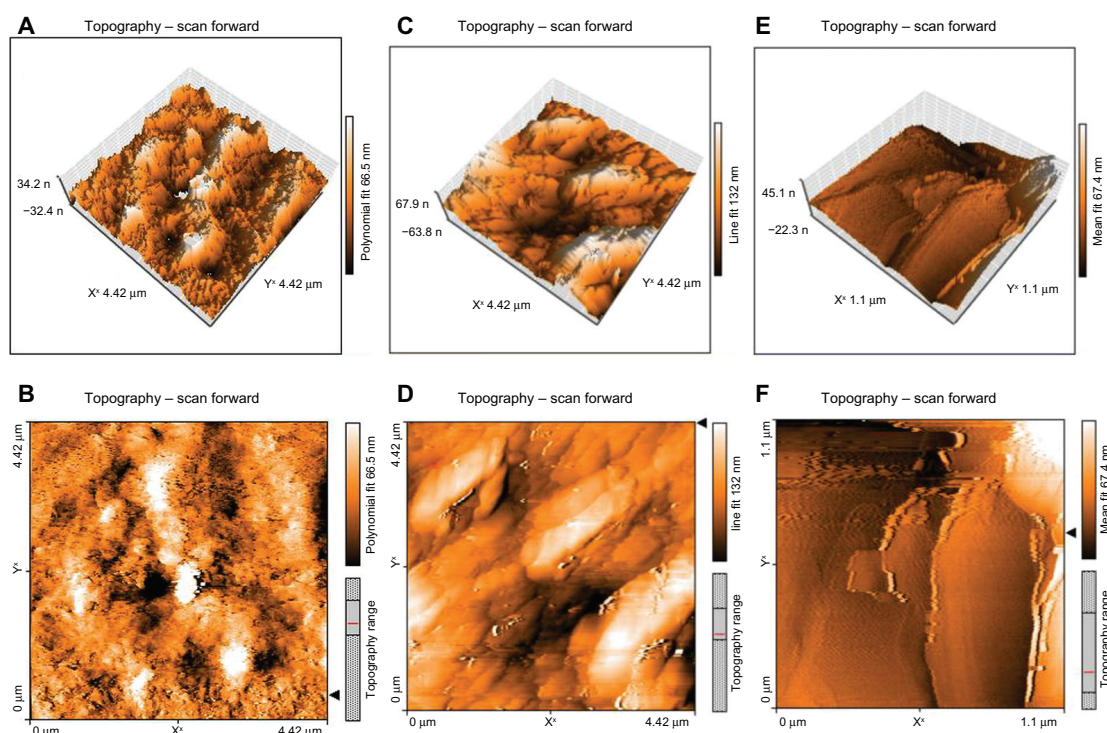 A
Topography – scan forward
34.2 n
−32.4 n
Xˣ 4.42 µm
Yˣ 4.42 µm
Polynomial fit 66.5 nm
C
Topography – scan forward
67.9 n
−63.8 n
Xˣ 4.42 µm
Yˣ 4.42 µm
Line fit 132 nm
E
Topography – scan forward
45.1 n
−22.3 n
Xˣ 1.1 µm
Yˣ 1.1 µm
Mean fit 67.4 nm
B
Topography – scan forward
4.42 µm
Yˣ
0 µm
0 µm
Xˣ
4.42 µm
Polynomial fit 66.5 nm
Topography range
D
Topography – scan forward
4.42 µm
Yˣ
0 µm
0 µm
Xˣ
4.42 µm
line fit 132 nm
Topography range
F
Topography – scan forward
1.1 µm
Yˣ
0 µm
0 µm
Xˣ
1.1 µm
Mean fit 67.4 nm
Topography range